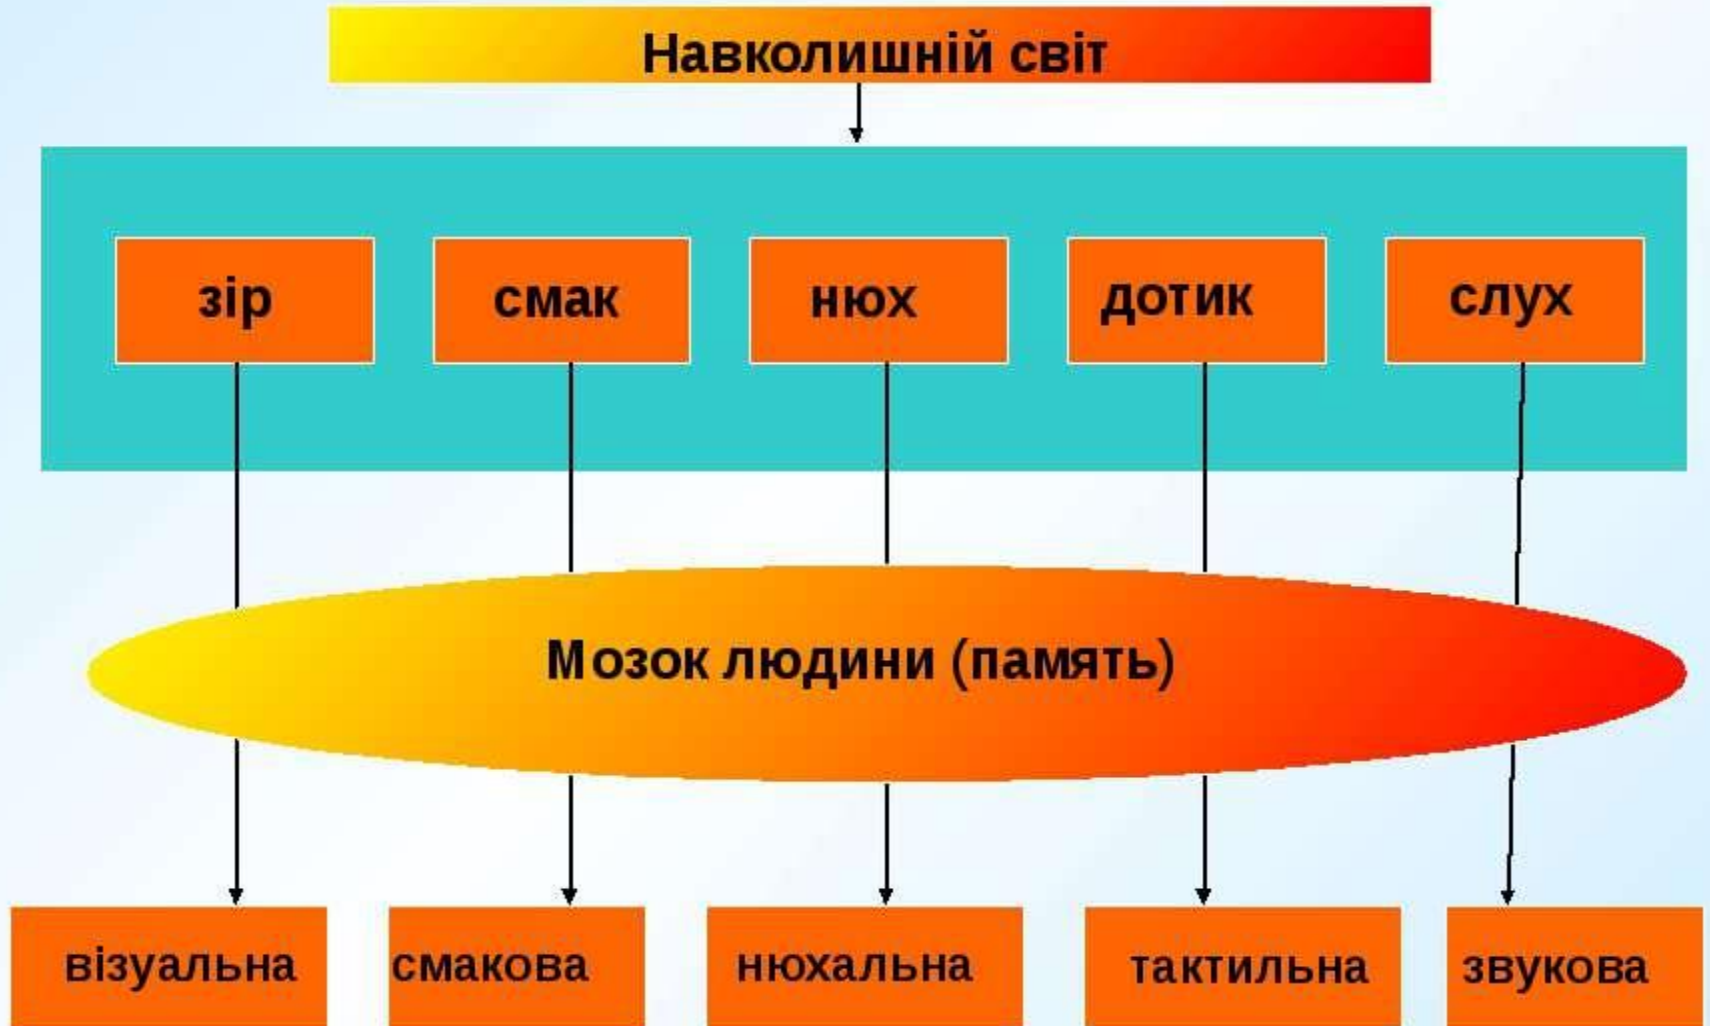 Навколишній світ
зір
смак
нюх
дотик
слух
Мозок людини (память)
візуальна
смакова
нюхальна
тактильна
звукова